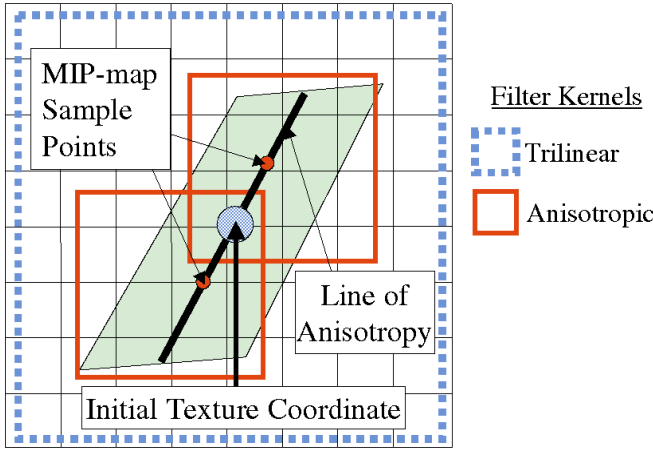 MIP-map
Sample
Points
Filter Kernels
Trilinear
Anisotropic
Line of
Anisotropy
Initial Texture Coordinate